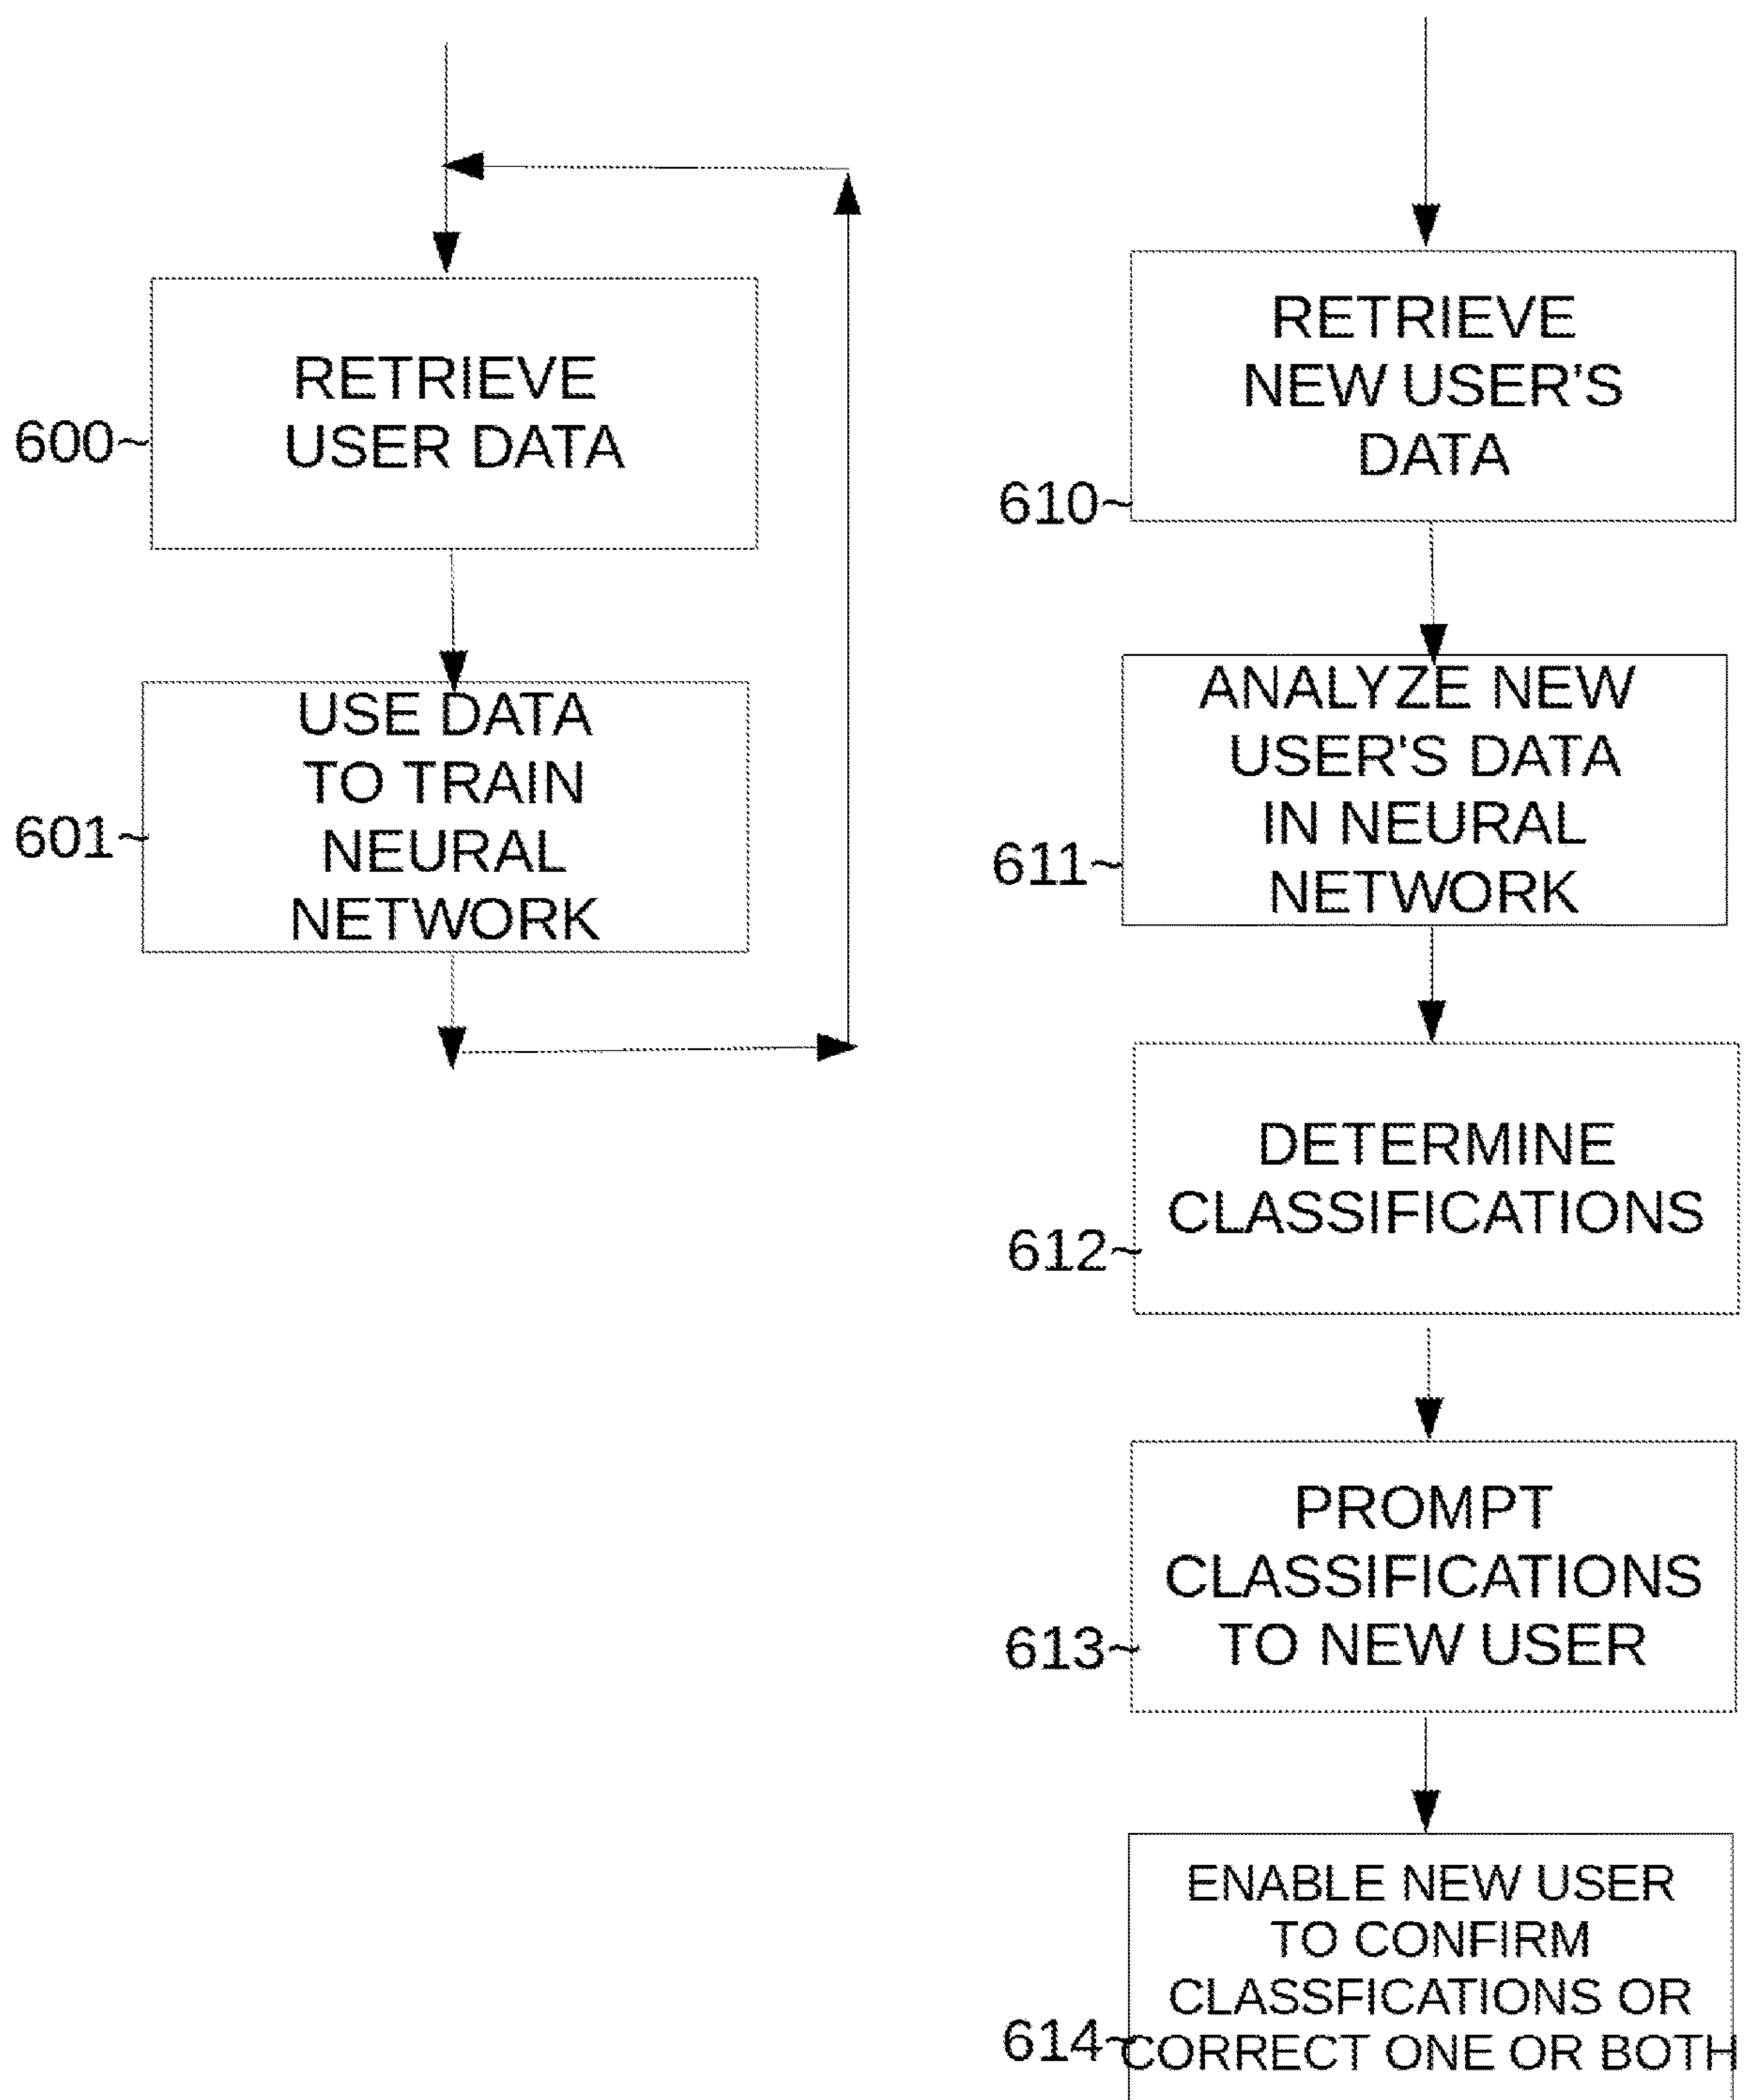 RETRIEVE
USER DATA
600~
USE DATA
TO TRAIN
NEURAL
NETWORK
601~
RETRIEVE
NEW USER'S
DATA
610~
ANALYZE NEW
USER'S DATA
IN NEURAL
NETWORK
611~
DETERMINE
CLASSIFICATIONS
612~
PROMPT
CLASSIFICATIONS
TO NEW USER
613~
ENABLE NEW USER
TO CONFIRM
CLASSFICATIONS OR
CORRECT ONE OR BOTH
614~